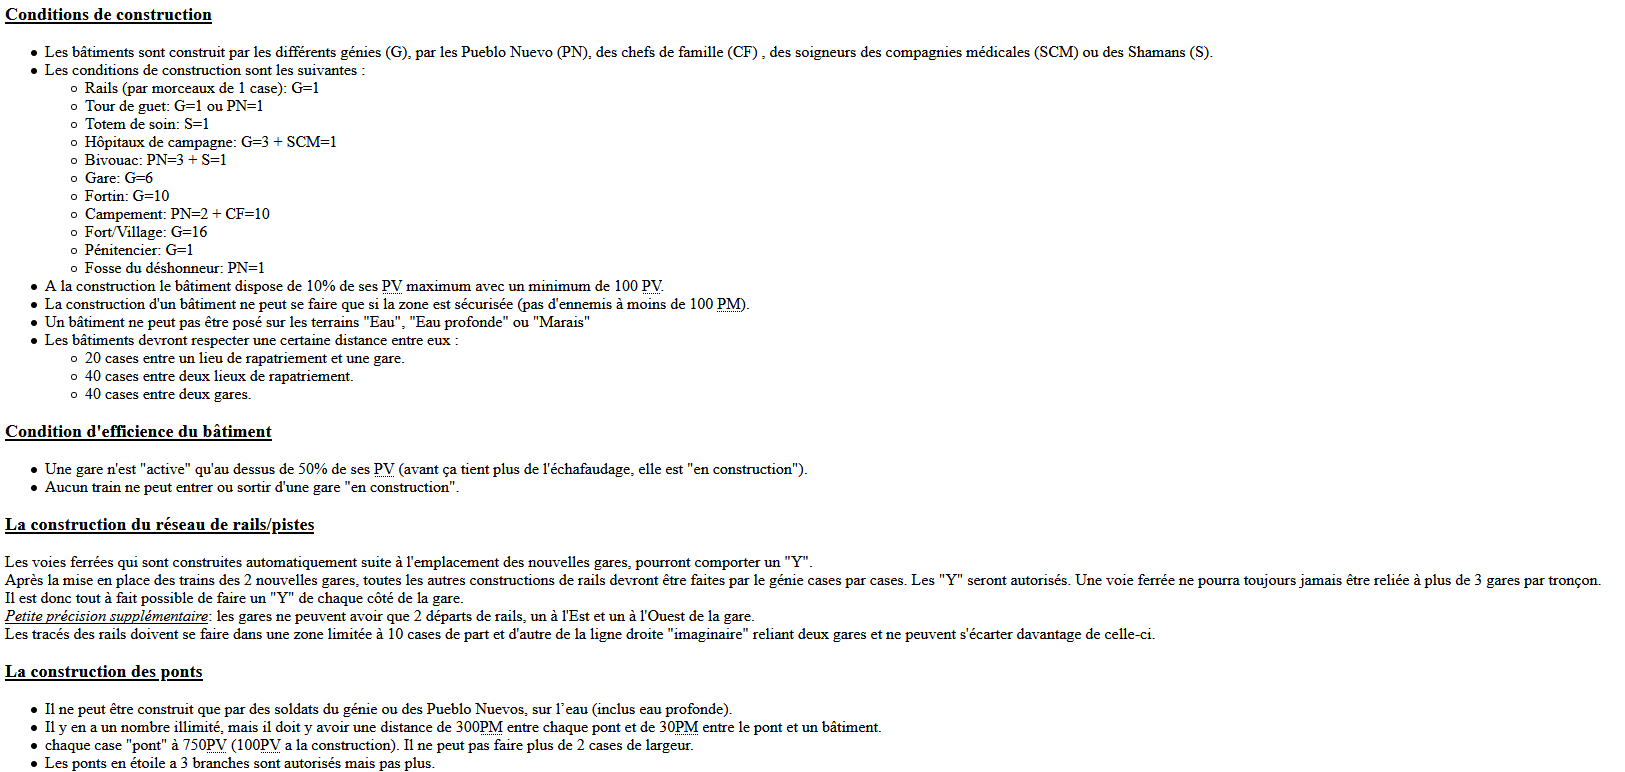 Conditions de construction
Les bâtiments sont construit par les différents génies (G), par les Pueblo Nuevo (PN), des chefs de famille (CF) , des soigneurs des compagnies médicales (SCM) ou des Shamans (S).
Les conditions de construction sont les suivantes :
Rails (par morceaux de 1 case): G=1
Tour de guet: G=1 ou PN=1
Totem de soin: S=1
Hôpitaux de campagne: G=3 + SCM=1
Bivouac: PN=3 + S=1
Gare: G=6
Fortin: G=10
Campement: PN=2 + CF=10
Fort/Village: G=16
Pénitencier: G=1
Fosse du déshonneur: PN=1
A la construction le bâtiment dispose de 10% de ses PV maximum avec un minimum de 100 PV.
La construction d'un bâtiment ne peut se faire que si la zone est sécurisée (pas d'ennemis à moins de 100 PM).
Un bâtiment ne peut pas être posé sur les terrains "Eau", "Eau profonde" ou "Marais"
Les bâtiments devront respecter une certaine distance entre eux :
20 cases entre un lieu de rapatriement et une gare.
40 cases entre deux lieux de rapatriement.
40 cases entre deux gares.
Condition d'efficience du bâtiment
Une gare n'est "active" qu'au dessus de 50% de ses PV (avant ça tient plus de l'échafaudage, elle est "en construction").
Aucun train ne peut entrer ou sortir d'une gare "en construction".
La construction du réseau de rails/pistes
Les voies ferrées qui sont construites automatiquement suite à l'emplacement des nouvelles gares, pourront comporter un "Y".
Après la mise en place des trains des 2 nouvelles gares, toutes les autres constructions de rails devront être faites par le génie cases par cases. Les "Y" seront autorisés. Une voie ferrée ne pourra toujours jamais être reliée à plus de 3 gares par tronçon.
Il est donc tout à fait possible de faire un "Y" de chaque côté de la gare.
Petite précision supplémentaire: les gares ne peuvent avoir que 2 départs de rails, un à l'Est et un à l'Ouest de la gare.
Les tracés des rails doivent se faire dans une zone limitée à 10 cases de part et d'autre de la ligne droite "imaginaire" reliant deux gares et ne peuvent s'écarter davantage de celle-ci.
La construction des ponts
Il ne peut être construit que par des soldats du génie ou des Pueblo Nuevos, sur l’eau (inclus eau profonde).
Il y en a un nombre illimité, mais il doit y avoir une distance de 300PM entre chaque pont et de 30PM entre le pont et un bâtiment.
chaque case "pont" à 750PV (100PV a la construction). Il ne peut pas faire plus de 2 cases de largeur.
Les ponts en étoile a 3 branches sont autorisés mais pas plus.